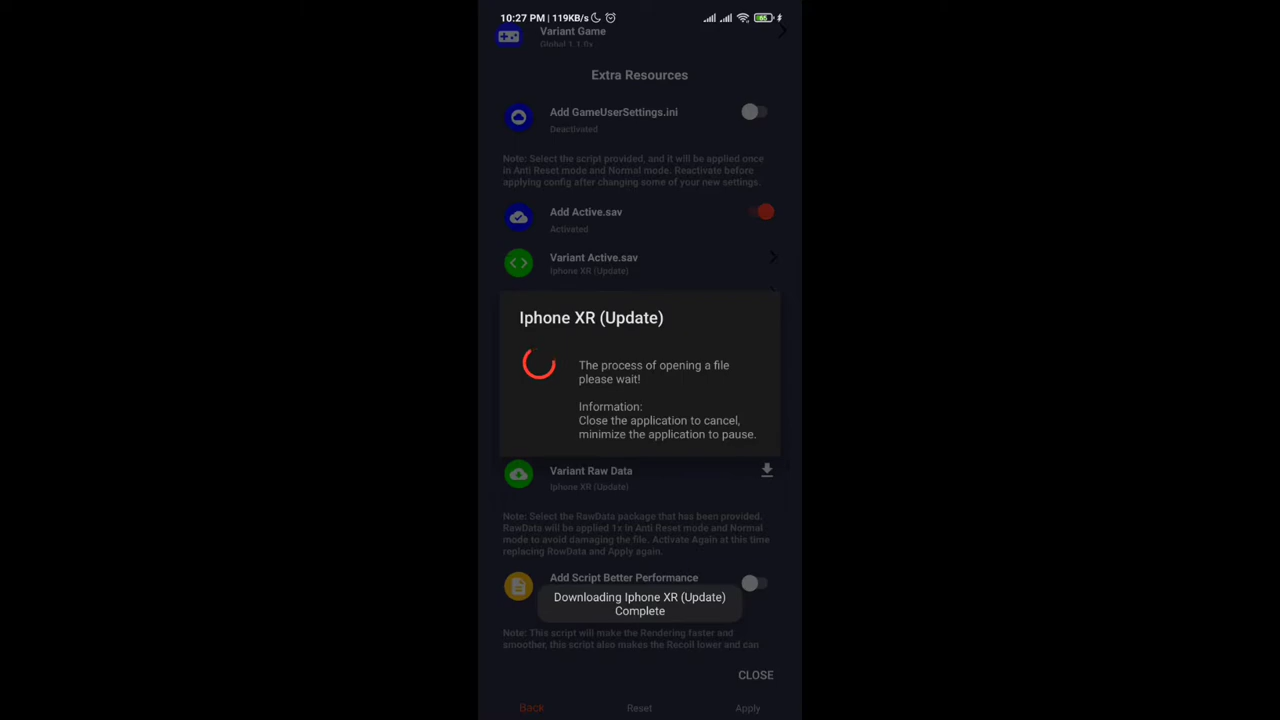 10:27 PM | 119KB/s
65
Variant Game
Global 1.1.0x
Extra Resources
Add GameUserSettings.ini
Deactivated
Note: Select the script provided, and it will be applied once
in Anti Reset mode and Normal mode. Reactivate before
applying config after changing some of your new settings.
Add Active.sav
Activated
Variant Active.sav
Iphone XR (Update)
Iphone XR (Update)
The process of opening a file
please wait!
Information:
Close the application to cancel,
minimize the application to pause.
Variant Raw Data
Iphone XR (Update)
Note: Select the RawData package that has been provided.
RawData will be applied 1x in Anti Reset mode and Normal
mode to avoid damaging the file. Activate Again at this time
replacing RowData and Apply again.
Add Script Better Performance
Downloading Iphone XR (Update)
Complete
Note: This script will make the Rendering faster and
smoother, this script also makes the Recoil lower and can
CLOSE
Back
Reset
Apply